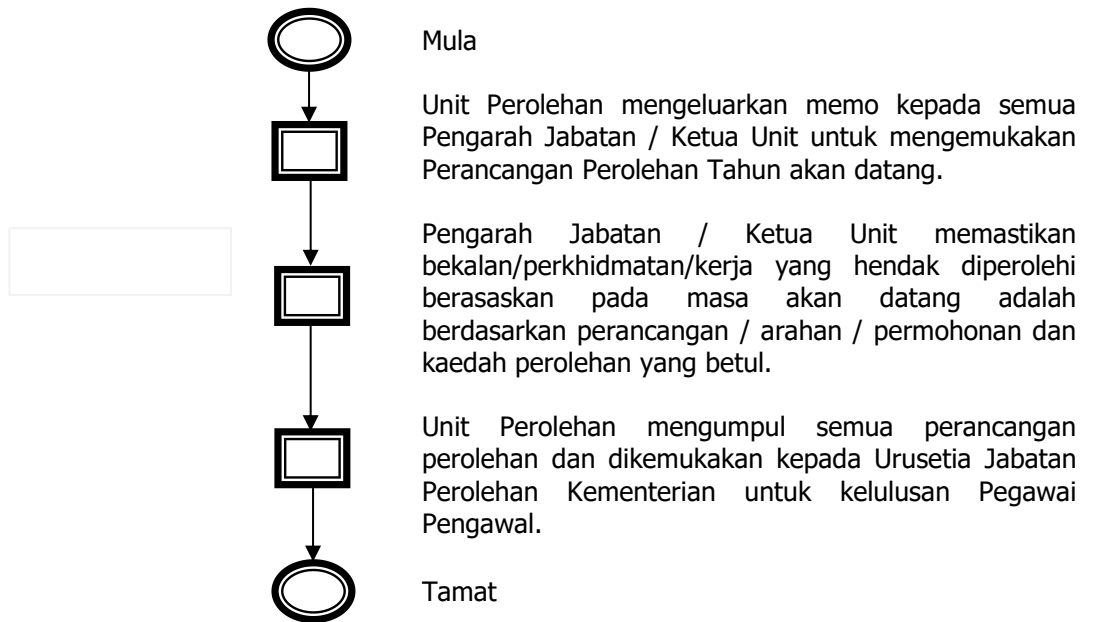 Mula
Unit Perolehan mengeluarkan memo kepada semua
Pengarah Jabatan / Ketua Unit untuk mengemukakan
Perancangan Perolehan Tahun akan datang.
Pengarah Jabatan / Ketua Unit memastikan
bekalan/perkhidmatan/kerja yang hendak diperolehi
berasaskan pada masa akan datang adalah
berdasarkan perancangan / arahan / permohonan dan
kaedah perolehan yang betul.
Unit Perolehan mengumpul semua perancangan
perolehan dan dikemukakan kepada Urusetia Jabatan
Perolehan Kementerian untuk kelulusan Pegawai
Pengawal.
Tamat